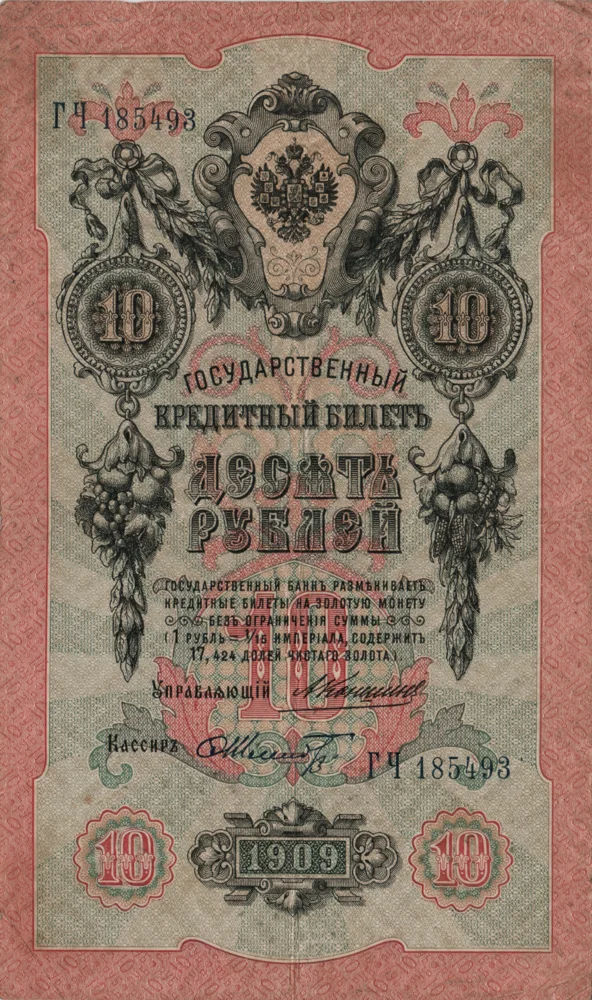 ГЧ 185493
10 10
ГОСУДАРСТВЕННЫЙ
КРЕДИТНЫЙ БИЛЕТЪ
ДЕСЯТЬ
РУБЛЕЙ
ГОСУДАРСТВЕННЫЙ БАНКЪ РАЗМѢНИВАЕТЪ
КРЕДИТНЫЕ БИЛЕТЫ НА ЗОЛОТУЮ МОНЕТУ
БЕЗЪ ОГРАНИЧЕНІЯ СУММЫ
(1 РУБЛЬ = 1/15 ИМПЕРІАЛА, СОДЕРЖИТЪ
17,424 ДОЛЕЙ ЧИСТАГО ЗОЛОТА).
10
УПРАВЛЯЮЩІЙ
КАССИРЪ
ГЧ 185493
10 1909 10